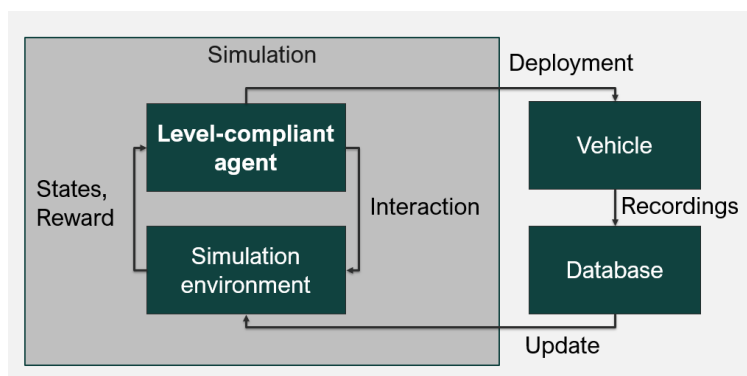 Simulation
Deployment
Level-compliant
agent
Vehicle
States,
Reward
Interaction
Recordings
Simulation
environment
Database
Update